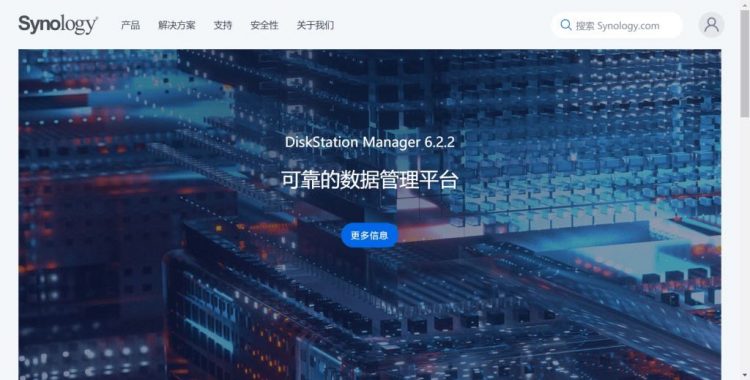 Synology®
产品
解决方案
支持
安全性
关于我们
搜索 Synology.com
DiskStation Manager 6.2.2
可靠的数据管理平台
更多信息